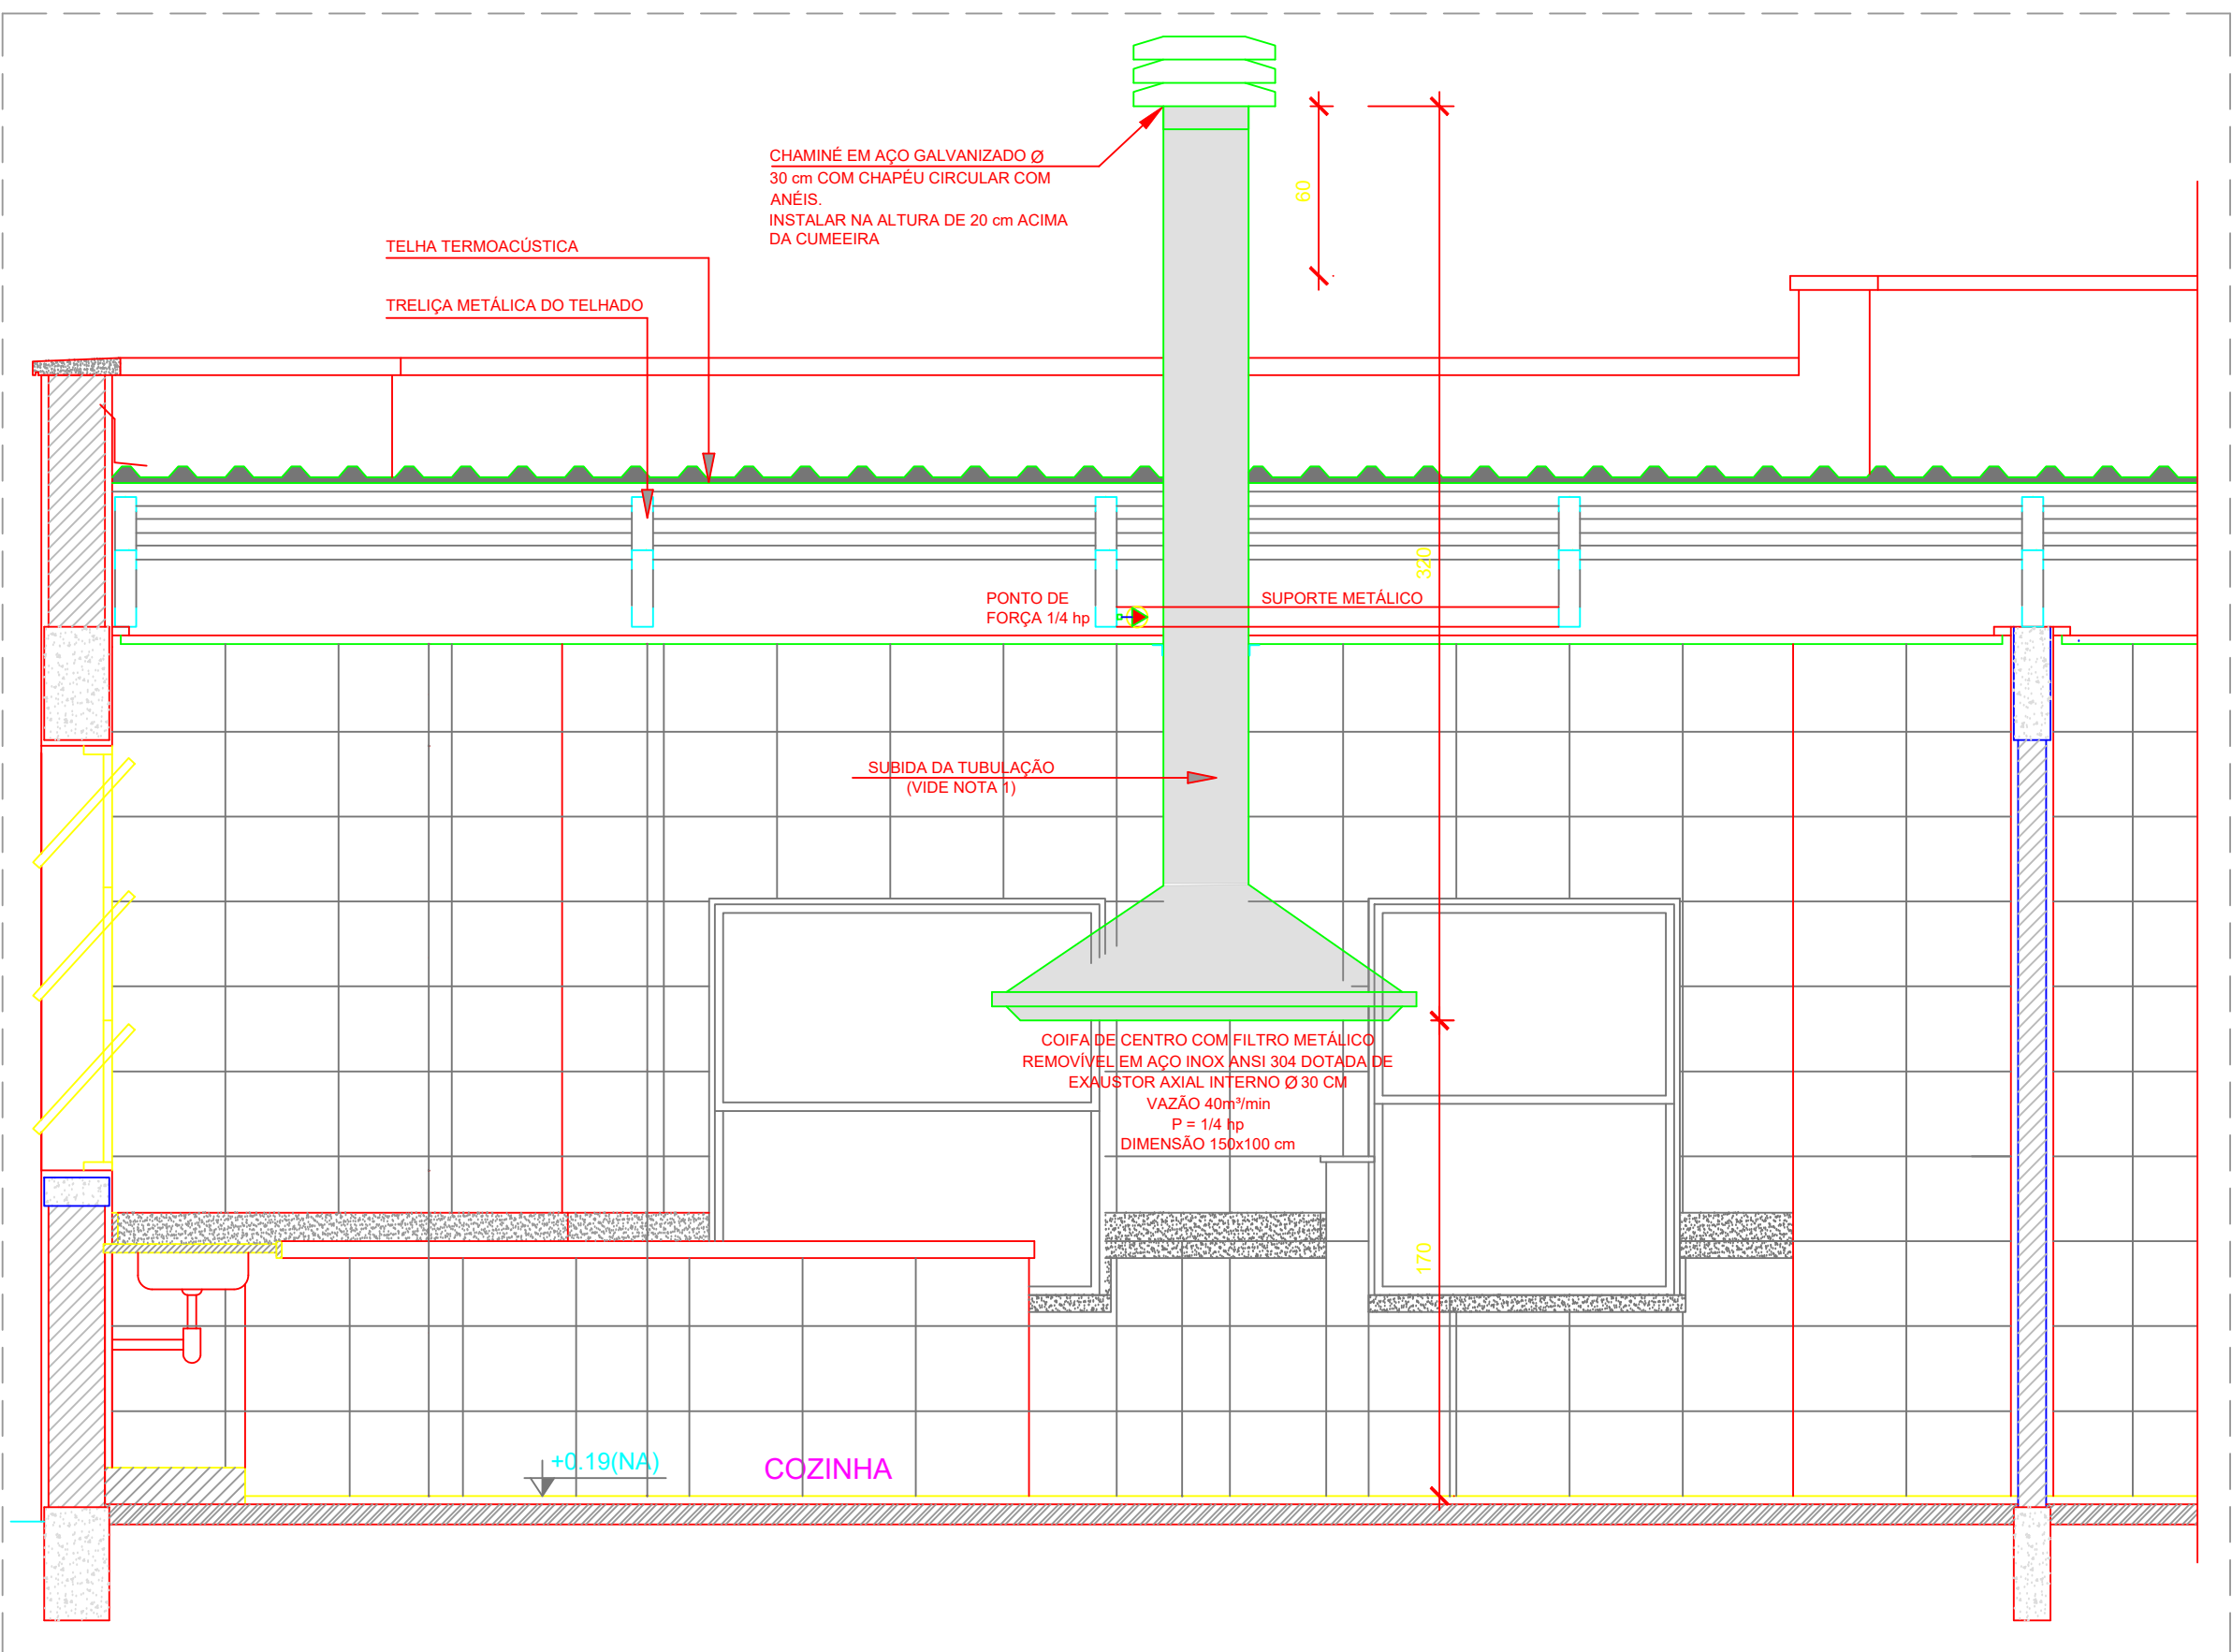 CHAMINÉ EM AÇO GALVANIZADO Ø
30 cm COM CHAPÉU CIRCULAR COM
ANÉIS.
INSTALAR NA ALTURA DE 20 cm ACIMA
DA CUMEEIRA
60
TELHA TERMOACÚSTICA
TRELIÇA METÁLICA DO TELHADO
320
PONTO DE
FORÇA 1/4 hp
SUPORTE METÁLICO
SUBIDA DA TUBULAÇÃO
(VIDE NOTA 1)
COIFA DE CENTRO COM FILTRO METÁLICO
REMOVÍVEL EM AÇO INOX ANSI 304 DOTADA DE
EXAUSTOR AXIAL INTERNO Ø 30 CM
VAZÃO 40m³/min
P = 1/4 hp
DIMENSÃO 150x100 cm
170
+0.19(NA)
COZINHA